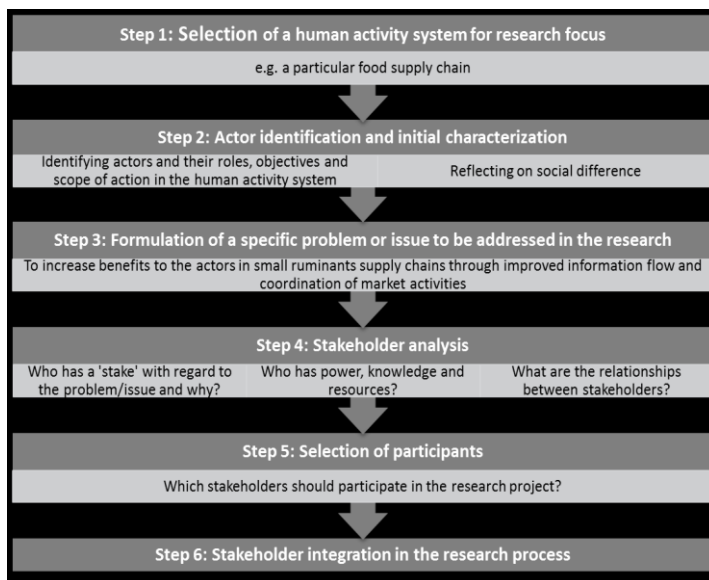 Step 1: Selection of a human activity system for research focus
e.g. a particular food supply chain
Step 2: Actor identification and initial characterization
Identifying actors and their roles, objectives and
scope of action in the human activity system
Reflecting on social difference
Step 3: Formulation of a specific problem or issue to be addressed in the research
To increase benefits to the actors in small ruminants supply chains through improved information flow and
coordination of market activities
Step 4: Stakeholder analysis
Who has a 'stake' with regard to
the problem/issue and why?
Who has power, knowledge and
resources?
What are the relationships
between stakeholders?
Step 5: Selection of participants
Which stakeholders should participate in the research project?
Step 6: Stakeholder integration in the research process